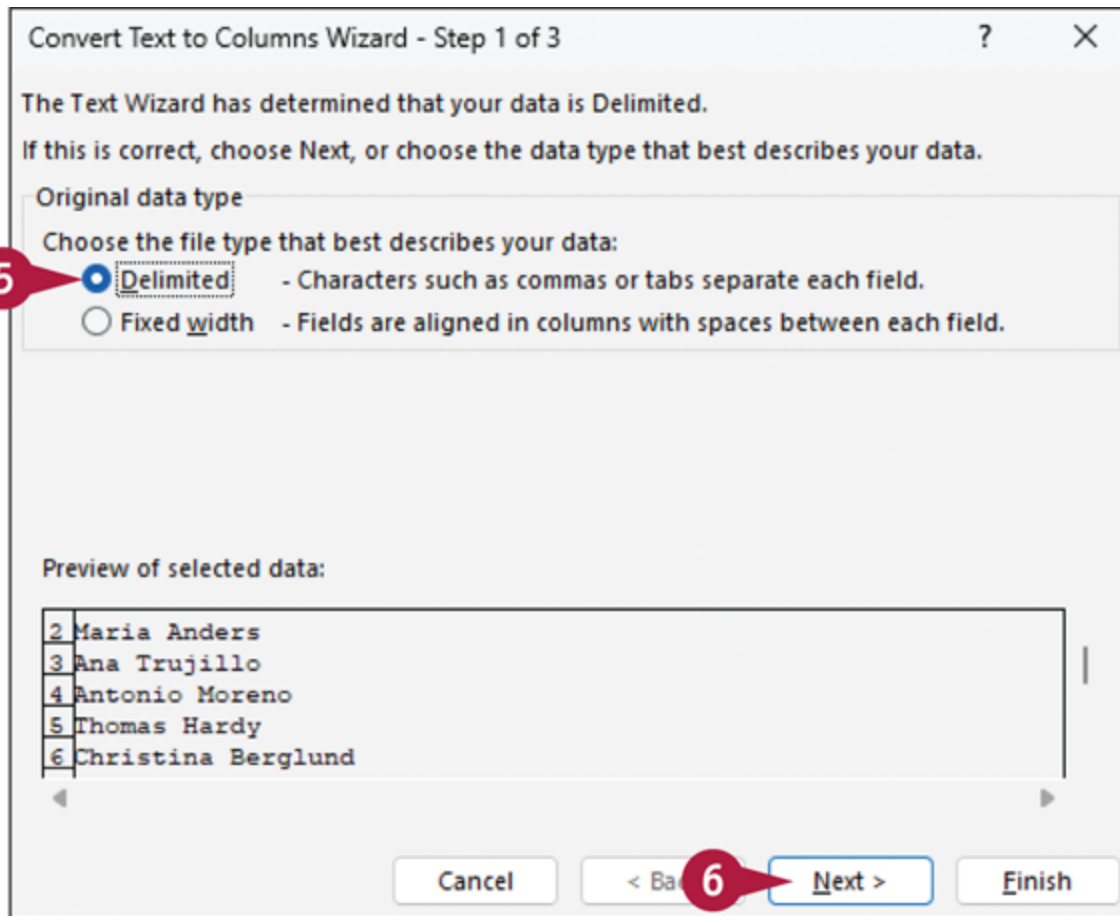 Convert Text to Columns Wizard - Step 1 of 3 ? ×
The Text Wizard has determined that your data is Delimited.
If this is correct, choose Next, or choose the data type that best describes your data.
Original data type
Choose the file type that best describes your data:
5 Delimited - Characters such as commas or tabs separate each field.
Fixed width - Fields are aligned in columns with spaces between each field.
Preview of selected data:
2 Maria Anders
3 Ana Trujillo
4 Antonio Moreno
5 Thomas Hardy
6 Christina Berglund
Cancel < Ba 6 Next > Finish